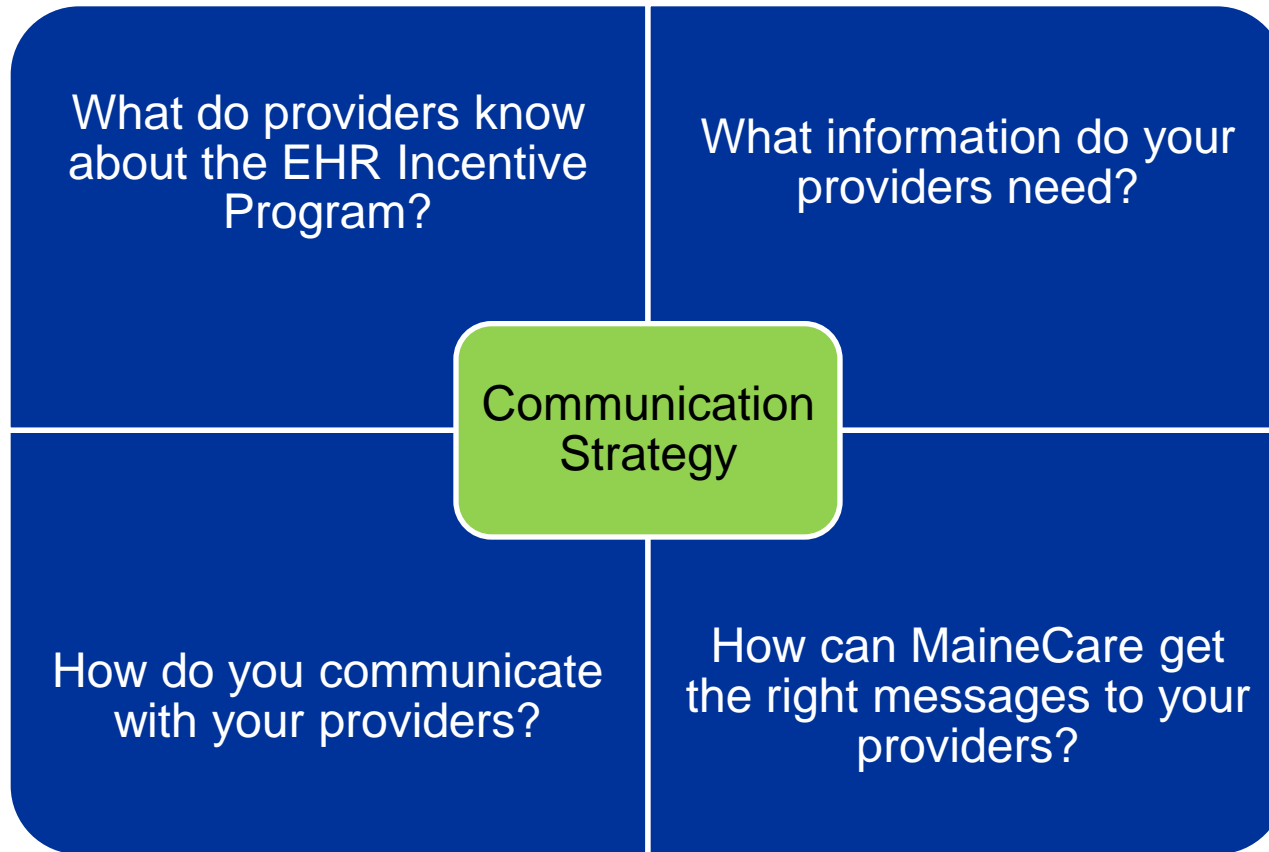 What do providers know
about the EHR Incentive
Program?
What information do your
providers need?
Communication
Strategy
How do you communicate
with your providers?
How can MaineCare get
the right messages to your
providers?